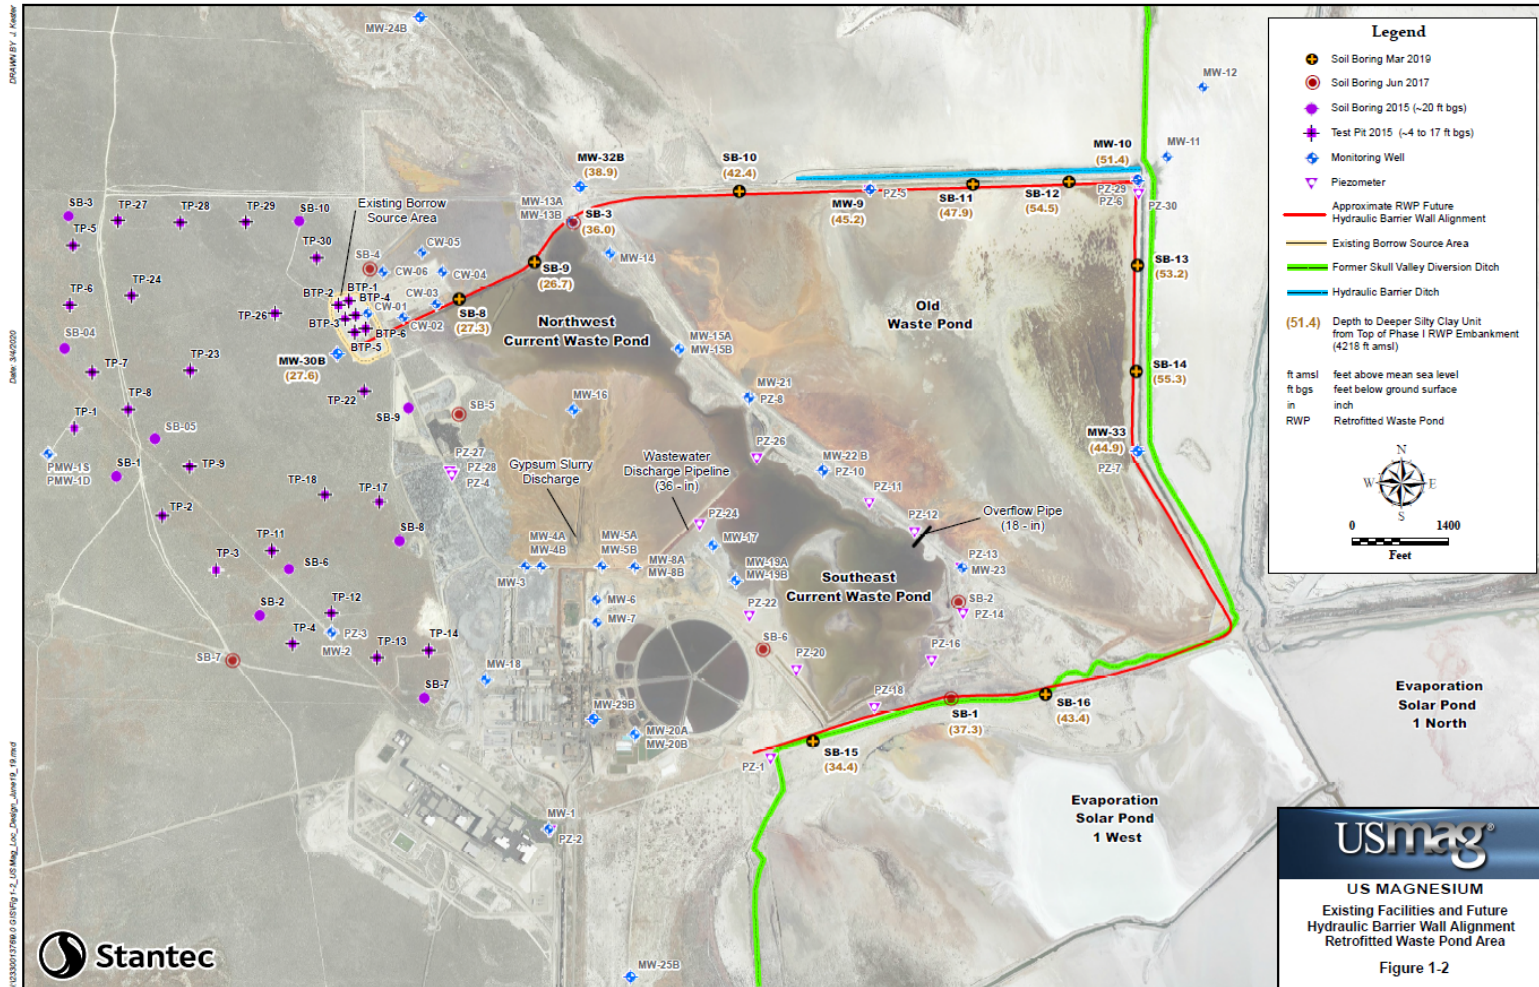 DRAWN BY: J. Kesler
Date: 3/4/2020
MW-24B
MW-12
MW-11
MW-10
(51.4)
MW-32B
(38.9)
SB-10
(42.4)
MW-13A
MW-13B
SB-3
(36.0)
PZ-5
MW-9
(45.2)
SB-11
(47.9)
SB-12
(54.5)
PZ-29
PZ-6
PZ-30
Existing Borrow
Source Area
SB-3
TP-27
TP-28
TP-29
SB-10
TP-5
TP-30
SB-4
CW-05
CW-06
CW-04
MW-14
SB-9
(26.7)
SB-13
(53.2)
TP-24
TP-6
BTP-2
BTP-1
BTP-4
CW-03
CW-01
BTP-3
CW-02
TP-26
BTP-6
BTP-5
SB-8
(27.3)
Northwest
Current Waste Pond
Old
Waste Pond
MW-15A
MW-15B
SB-04
MW-30B
(27.6)
TP-7
TP-23
TP-22
SB-14
(55.3)
MW-21
PZ-8
TP-8
SB-9
SB-5
MW-16
TP-1
SB-05
MW-33
(44.9)
PZ-7
PZ-26
PZ-27
PZ-28
PZ-4
Gypsum Slurry
Discharge
Wastewater
Discharge Pipeline
(36 - in)
MW-22 B
PZ-10
PMW-1S
PMW-1D
SB-1
TP-9
TP-18
TP-17
PZ-11
TP-2
PZ-24
PZ-12
Overflow Pipe
(18 - in)
SB-8
MW-4A
MW-4B
MW-5A
MW-5B
MW-17
TP-11
TP-3
SB-6
MW-3
MW-8A
MW-8B
MW-19A
MW-19B
PZ-13
MW-23
Southeast
Current Waste Pond
SB-2
TP-12
MW-6
MW-7
PZ-22
SB-2
PZ-14
TP-4
PZ-3
MW-2
TP-13
TP-14
SB-6
PZ-16
SB-7
MW-18
PZ-20
SB-7
PZ-18
SB-1
(37.3)
SB-16
(43.4)
MW-29B
MW-20A
MW-20B
SB-15
(34.4)
PZ-1
Evaporation
Solar Pond
1 North
Evaporation
Solar Pond
1 West
MW-1
PZ-2
MW-25B
Stantec
Legend
Soil Boring Mar 2019
Soil Boring Jun 2017
Soil Boring 2015 (~20 ft bgs)
Test Pit 2015 (~4 to 17 ft bgs)
Monitoring Well
Piezometer
Approximate RWP Future
Hydraulic Barrier Wall Alignment
Existing Borrow Source Area
Former Skull Valley Diversion Ditch
Hydraulic Barrier Ditch
(51.4) Depth to Deeper Silty Clay Unit
from Top of Phase I RWP Embankment
(4218 ft amsl)
ft amsl feet above mean sea level
ft bgs feet below ground surface
in inch
RWP Retrofitted Waste Pond
N
W E
S
0 1400
Feet
USmag®
US MAGNESIUM
Existing Facilities and Future
Hydraulic Barrier Wall Alignment
Retrofitted Waste Pond Area
Figure 1-2